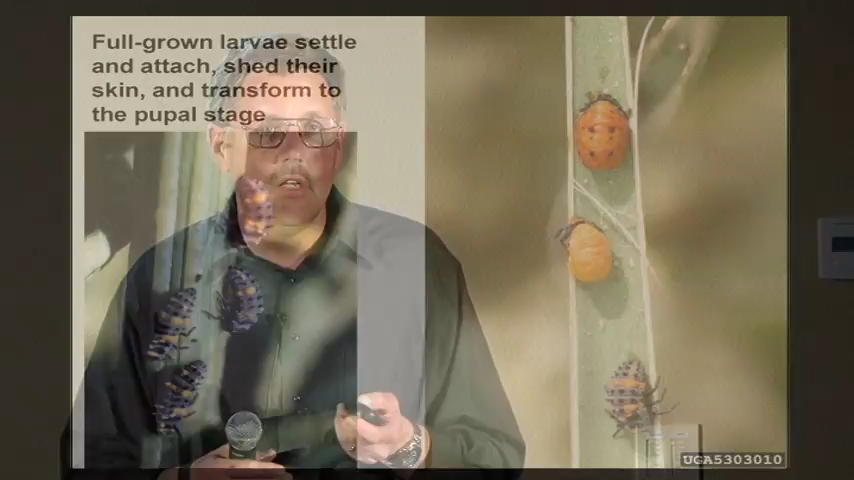 Full-grown larvae settle
and attach, shed their
skin, and transform to
the pupal stage
UGA5303010